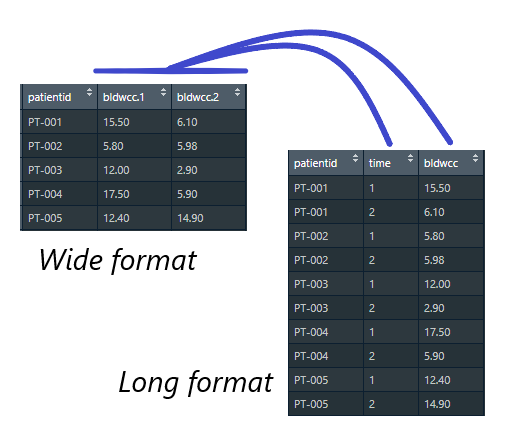 patientid bldwcc.1 bldwcc.2
PT-001 15.50 6.10
PT-002 5.80 5.98
PT-003 12.00 2.90
PT-004 17.50 5.90
PT-005 12.40 14.90
Wide format
patientid time bldwcc
PT-001 1 15.50
PT-001 2 6.10
PT-002 1 5.80
PT-002 2 5.98
PT-003 1 12.00
PT-003 2 2.90
PT-004 1 17.50
PT-004 2 5.90
PT-005 1 12.40
PT-005 2 14.90
Long format